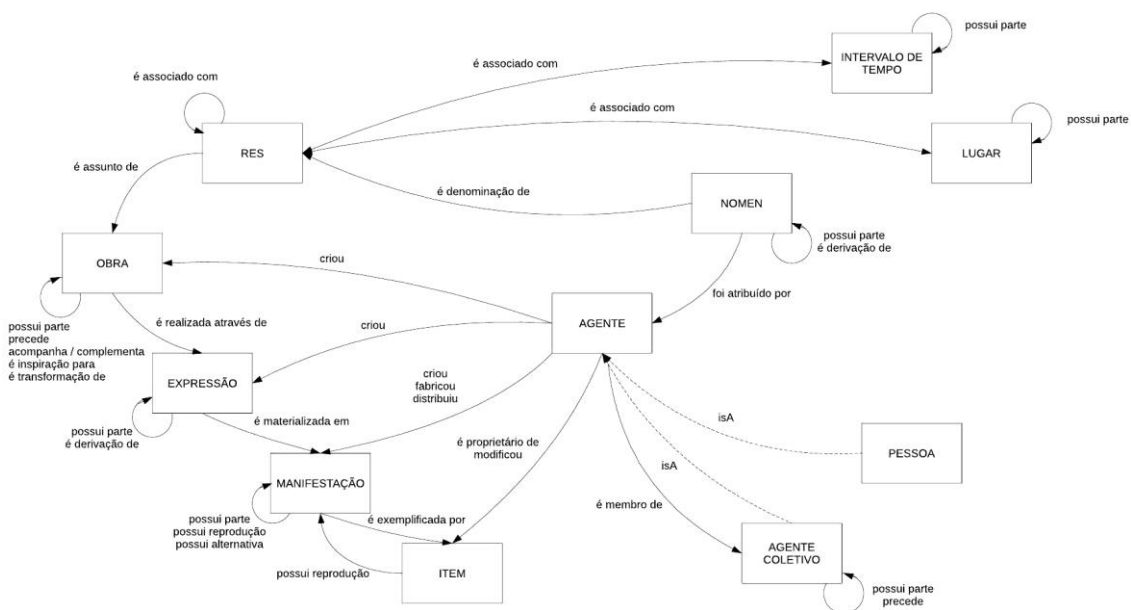 possui parte
INTERVALO DE
TEMPO
é associado com
é associado com
é associado com
possui parte
RES
LUGAR
é assunto de
é denominação de
NOMEN
possui parte
é derivação de
OBRA
criou
foi atribuído por
possui parte
precede
acompanha / complementa
é inspiração para
é transformação de
é realizada através de
criou
AGENTE
EXPRESSÃO
criou
fabricou
distribuiu
possui parte
é derivação de
é materializada em
é proprietário de
modificou
isA
PESSOA
isA
MANIFESTAÇÃO
é membro de
possui parte
possui reprodução
possui alternativa
é exemplificada por
AGENTE
COLETIVO
possui reprodução
ITEM
possui parte
precede